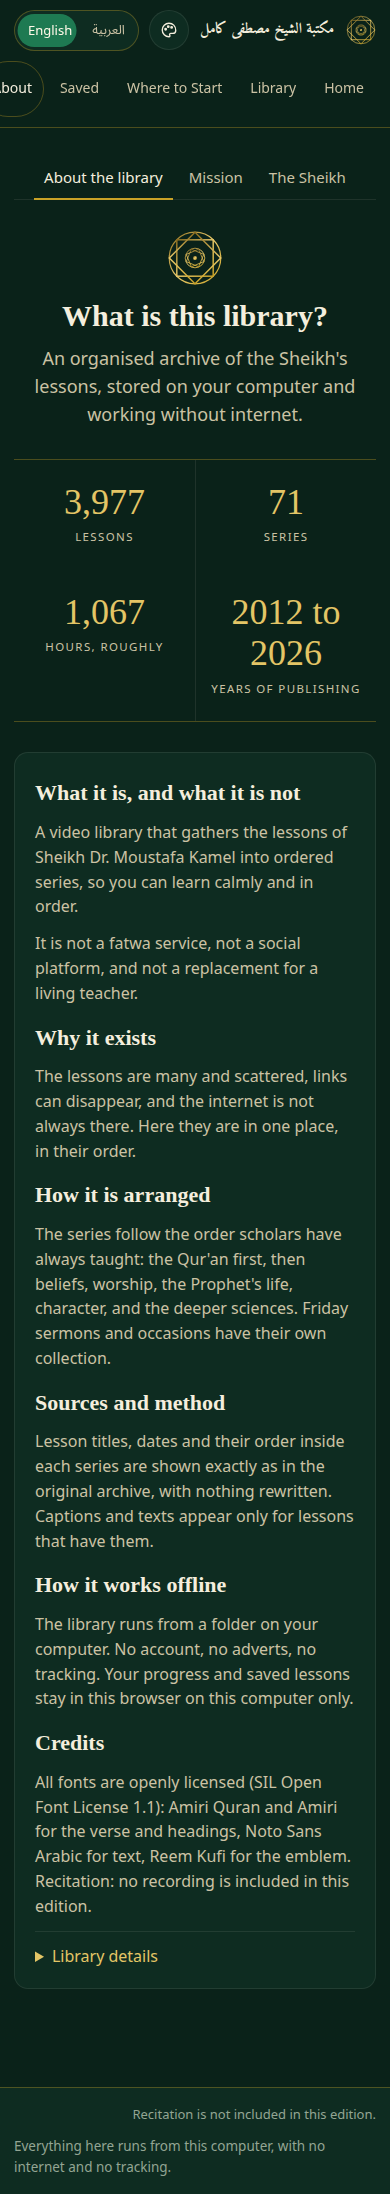 English العربية مكتبة الشيخ مصطفى كامل
About Saved Where to Start Library Home
About the library Mission The Sheikh
What is this library?
An organised archive of the Sheikh's
lessons, stored on your computer and
working without internet.
3,977 71
LESSONS SERIES
1,067 2012 to
2026
HOURS, ROUGHLY
YEARS OF PUBLISHING
What it is, and what it is not
A video library that gathers the lessons of
Sheikh Dr. Moustafa Kamel into ordered
series, so you can learn calmly and in
order.
It is not a fatwa service, not a social
platform, and not a replacement for a
living teacher.
Why it exists
The lessons are many and scattered, links
can disappear, and the internet is not
always there. Here they are in one place,
in their order.
How it is arranged
The series follow the order scholars have
always taught: the Qur'an first, then
beliefs, worship, the Prophet's life,
character, and the deeper sciences. Friday
sermons and occasions have their own
collection.
Sources and method
Lesson titles, dates and their order inside
each series are shown exactly as in the
original archive, with nothing rewritten.
Captions and texts appear only for lessons
that have them.
How it works offline
The library runs from a folder on your
computer. No account, no adverts, no
tracking. Your progress and saved lessons
stay in this browser on this computer only.
Credits
All fonts are openly licensed (SIL Open
Font License 1.1): Amiri Quran and Amiri
for the verse and headings, Noto Sans
Arabic for text, Reem Kufi for the emblem.
Recitation: no recording is included in this
edition.
Library details
Recitation is not included in this edition.
Everything here runs from this computer, with no
internet and no tracking.